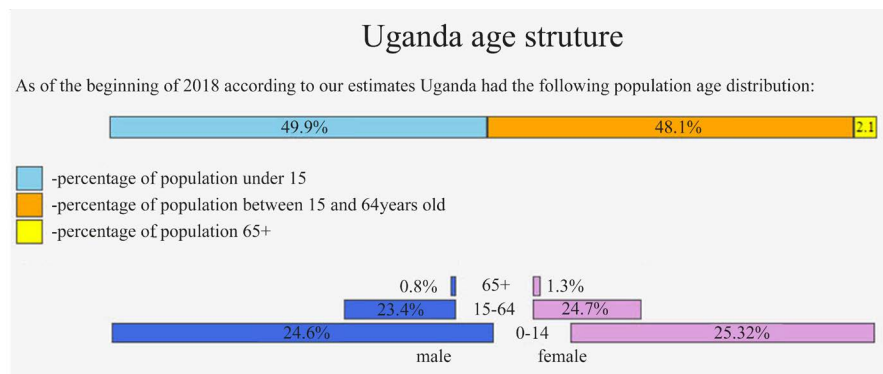 Uganda age struture
As of the beginning of 2018 according to our estimates Uganda had the following population age distribution:
49.9% 48.1% 2.1
-percentage of population under 15
-percentage of population between 15 and 64years old
-percentage of population 65+
0.8% 65+ 1.3%
23.4% 15-64 24.7%
24.6% 0-14 25.32%
male female